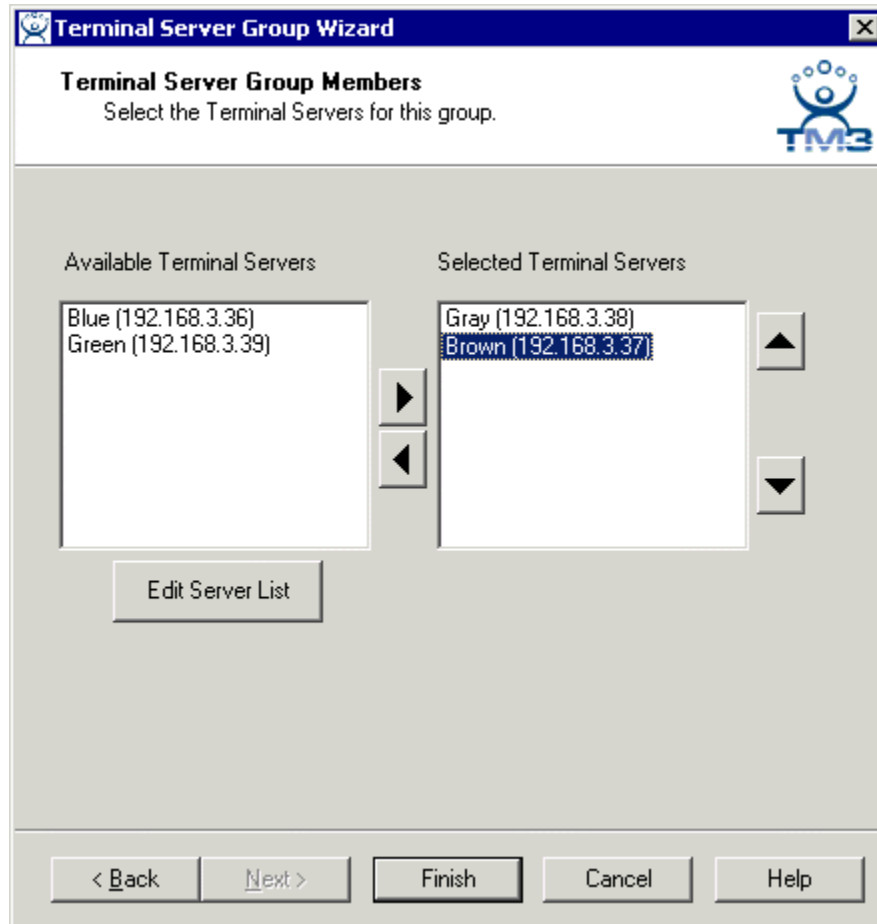 Terminal Server Group Wizard
Terminal Server Group Members
Select the Terminal Servers for this group.
TM3
Available Terminal Servers
Selected Terminal Servers
Blue (192.168.3.36)
Green (192.168.3.39)
Gray (192.168.3.38)
Brown (192.168.3.37)
Edit Server List
< Back
Next >
Finish
Cancel
Help